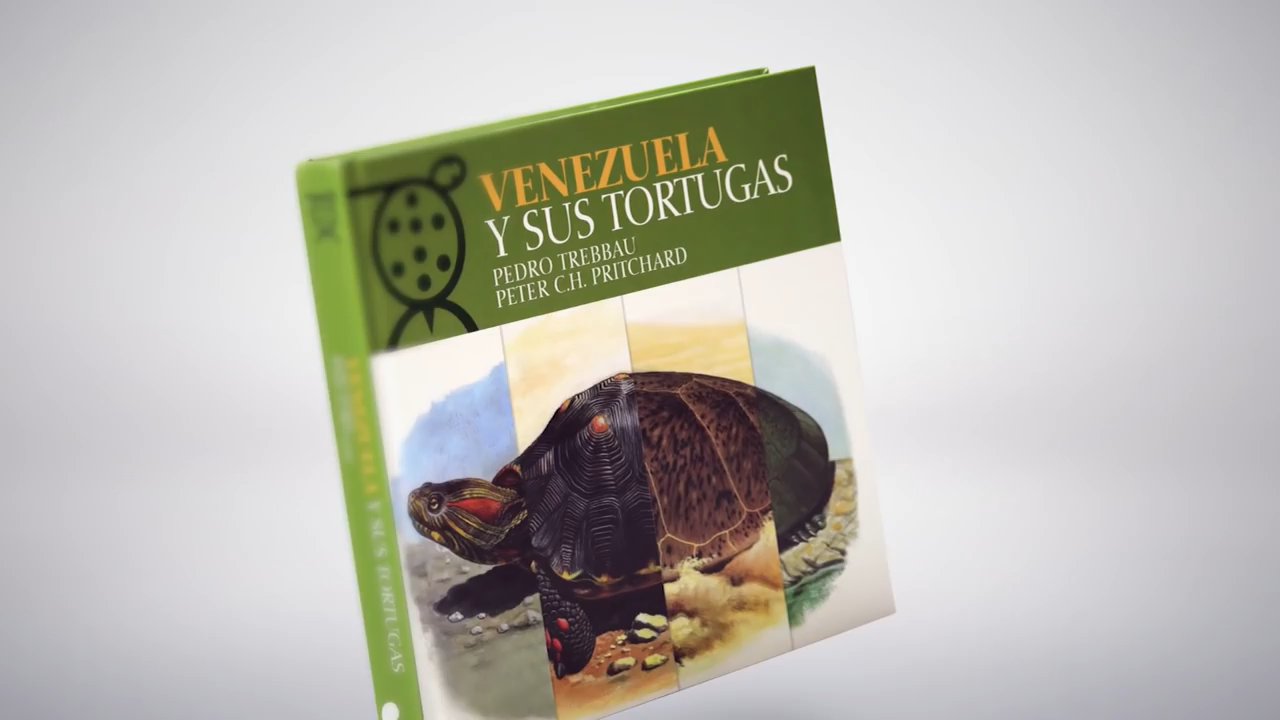 VENEZUELA
Y SUS TORTUGAS
PEDRO TREBBAU
PETER C.H. PRITCHARD
VENEZUELA Y SUS TORTUGAS